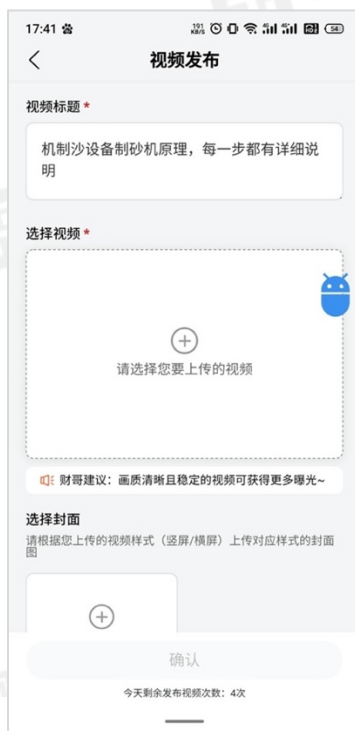 17:41
191 KB/s 4G 5G 54
视频发布
视频标题*
机制沙设备制砂机原理，每一步都有详细说
明
选择视频*
请选择您要上传的视频
财哥建议：画质清晰且稳定的视频可获得更多曝光~
选择封面
请根据您上传的视频样式（竖屏/横屏）上传对应样式的封面
图
确认
今天剩余发布视频次数：4次